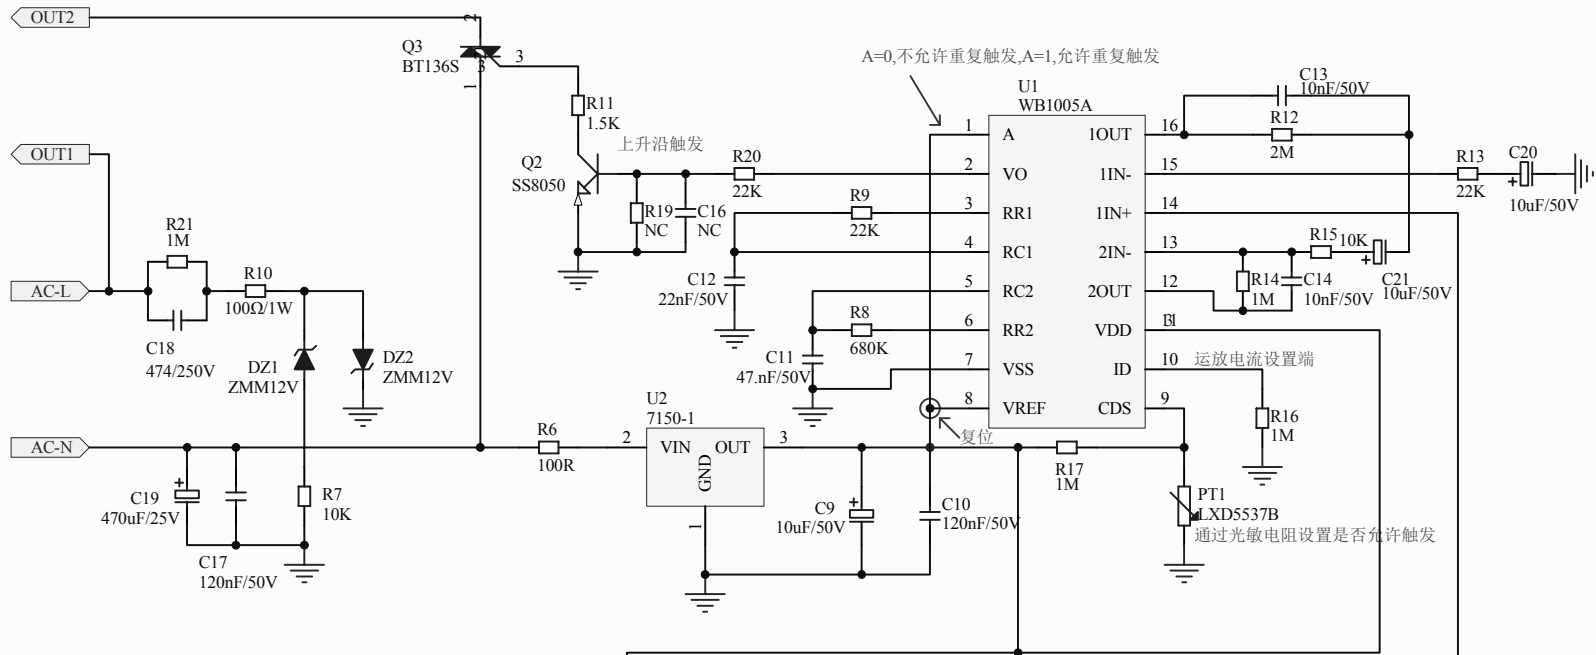 OUT2
2
Q3
BT136S
3
3
1
R11
1.5K
上升沿触发
Q2
SS8050
R19
NC
C16
NC
R20
22K
A=0,不允许重复触发,A=1,允许重复触发
U1
WB1005A
1
A
2
VO
3
RR1
4
RC1
5
RC2
6
RR2
7
VSS
8
VREF
1OUT
16
1IN-
15
1IN+
14
2IN-
13
2OUT
12
VDD
11
ID
10
CDS
9
C13
10nF/50V
R12
2M
R13
22K
C20
10uF/50V
R15
10K
C21
10uF/50V
R14
1M
C14
10nF/50V
R9
22K
C12
22nF/50V
R8
680K
C11
47.nF/50V
OUT1
AC-L
R21
1M
C18
474/250V
R10
100Ω/1W
DZ1
ZMM12V
DZ2
ZMM12V
运放电流设置端
R16
1M
复位
AC-N
R6
100R
U2
7150-1
2
VIN
OUT
3
GND
1
R17
1M
C19
470uF/25V
C17
120nF/50V
R7
10K
C9
10uF/50V
C10
120nF/50V
PT1
LXD5537B
通过光敏电阻设置是否允许触发